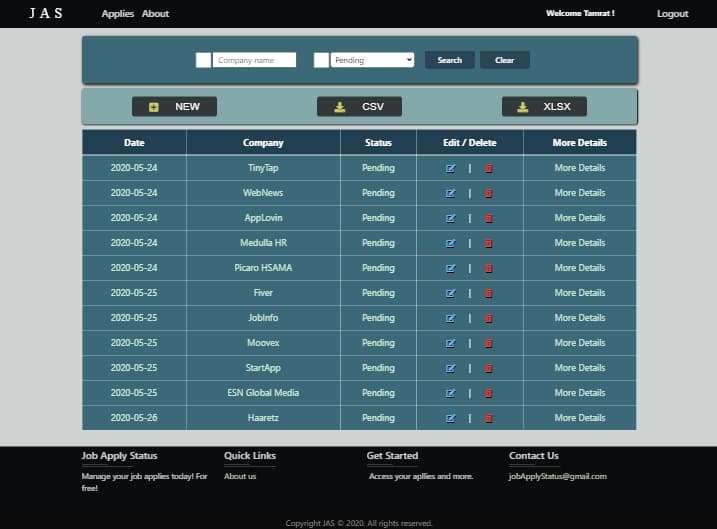 JAS Applies About Welcome Tamrat ! Logout
Company name Pending Search Clear
NEW CSV XLSX
Date Company Status Edit / Delete More Details
2020-05-24 TinyTap Pending | More Details
2020-05-24 WebNews Pending | More Details
2020-05-24 AppLovin Pending | More Details
2020-05-24 Medulla HR Pending | More Details
2020-05-24 Picaro HSAMA Pending | More Details
2020-05-25 Fiver Pending | More Details
2020-05-25 JobInfo Pending | More Details
2020-05-25 Moovex Pending | More Details
2020-05-25 StartApp Pending | More Details
2020-05-25 ESN Global Media Pending | More Details
2020-05-26 Haaretz Pending | More Details
Job Apply Status Quick Links Get Started Contact Us
Manage your job applies today! For About us Access your apllies and more. jobApplyStatus@gmail.com
free!
Copyright JAS © 2020. All rights reserved.